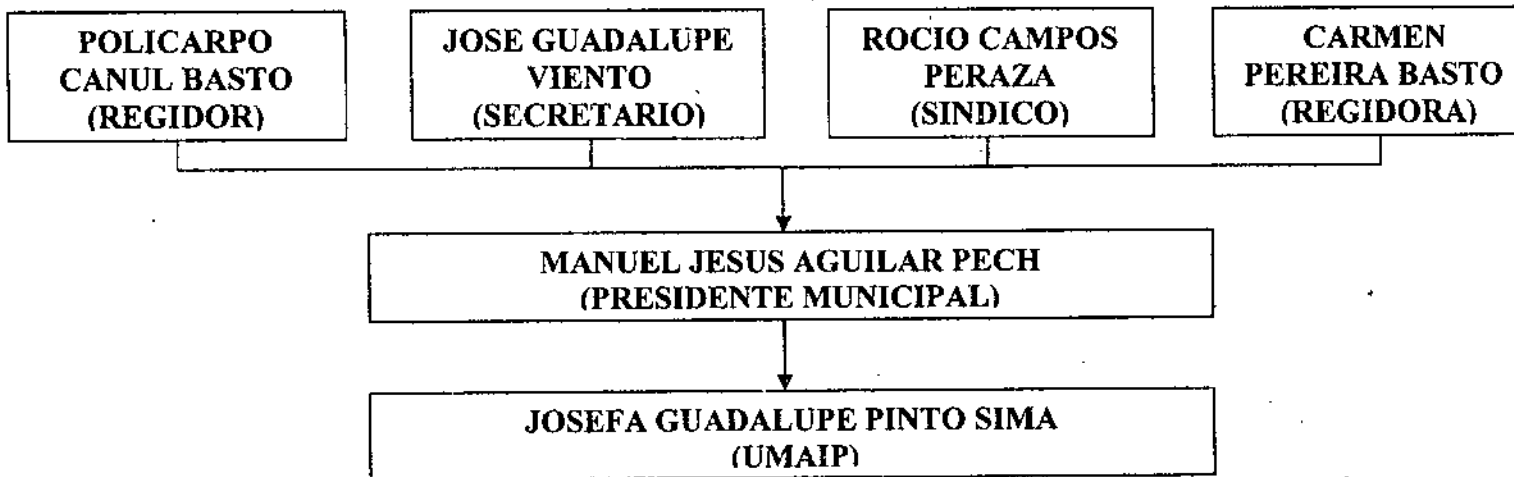 POLICARPO
CANUL BASTO
(REGIDOR)
JOSE GUADALUPE
VIENTO
(SECRETARIO)
ROCIO CAMPOS
PERAZA
(SINDICO)
CARMEN
PEREIRA BASTO
(REGIDORA)
MANUEL JESUS AGUILAR PECH
(PRESIDENTE MUNICIPAL)
JOSEFA GUADALUPE PINTO SIMA
(UMAIP)